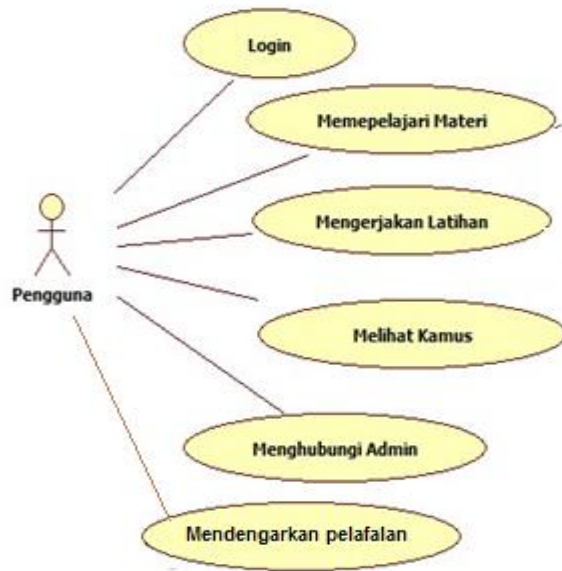 Login
Memepelajari Materi
Mengerjakan Latihan
Pengguna
Melihat Kamus
Menghubungi Admin
Mendengarkan pelafalan